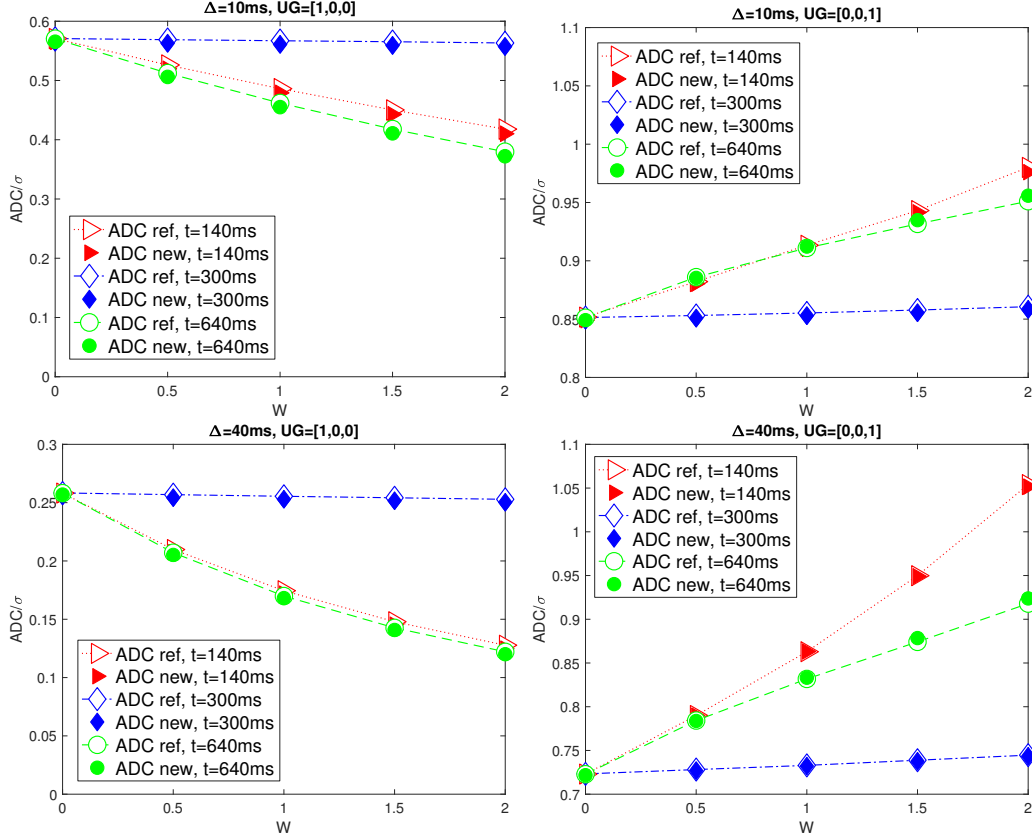 Δ=10ms, UG=[1,0,0]
0.6
0.5
0.4
0.3
0.2
0.1
0
ADC/σ
ADC ref, t=140ms
ADC new, t=140ms
ADC ref, t=300ms
ADC new, t=300ms
ADC ref, t=640ms
ADC new, t=640ms
0 0.5 1 1.5 2
W
Δ=10ms, UG=[0,0,1]
1.1
1.05
1
0.95
0.9
0.85
0.8
ADC/σ
ADC ref, t=140ms
ADC new, t=140ms
ADC ref, t=300ms
ADC new, t=300ms
ADC ref, t=640ms
ADC new, t=640ms
0 0.5 1 1.5 2
W
Δ=40ms, UG=[1,0,0]
0.3
0.25
0.2
0.15
0.1
0.05
0
ADC/σ
ADC ref, t=140ms
ADC new, t=140ms
ADC ref, t=300ms
ADC new, t=300ms
ADC ref, t=640ms
ADC new, t=640ms
0 0.5 1 1.5 2
W
Δ=40ms, UG=[0,0,1]
1.1
1.05
1
0.95
0.9
0.85
0.8
0.75
0.7
ADC/σ
ADC ref, t=140ms
ADC new, t=140ms
ADC ref, t=300ms
ADC new, t=300ms
ADC ref, t=640ms
ADC new, t=640ms
0 0.5 1 1.5 2
W